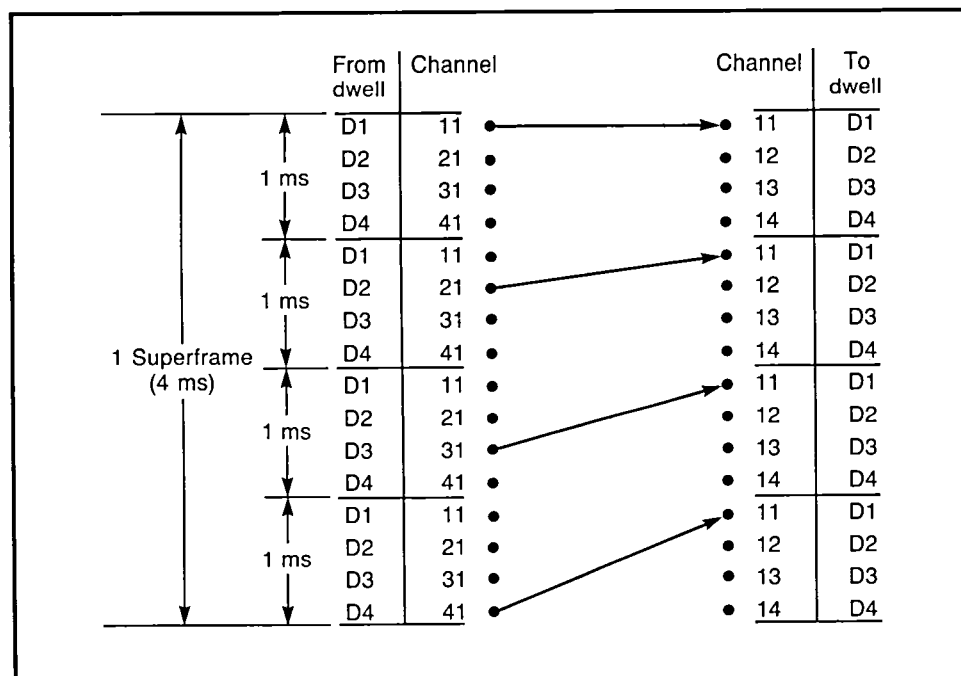 From dwell Channel Channel To dwell
D1 11 11 D1
D2 21 12 D2
1 ms
D3 31 13 D3
D4 41 14 D4
D1 11 11 D1
D2 21 12 D2
1 ms
D3 31 13 D3
D4 41 14 D4
1 Superframe
(4 ms)
D1 11 11 D1
D2 21 12 D2
1 ms
D3 31 13 D3
D4 41 14 D4
D1 11 11 D1
D2 21 12 D2
1 ms
D3 31 13 D3
D4 41 14 D4